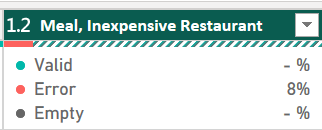 1.2 Meal, Inexpensive Restaurant
Valid - %
Error 8%
Empty - %